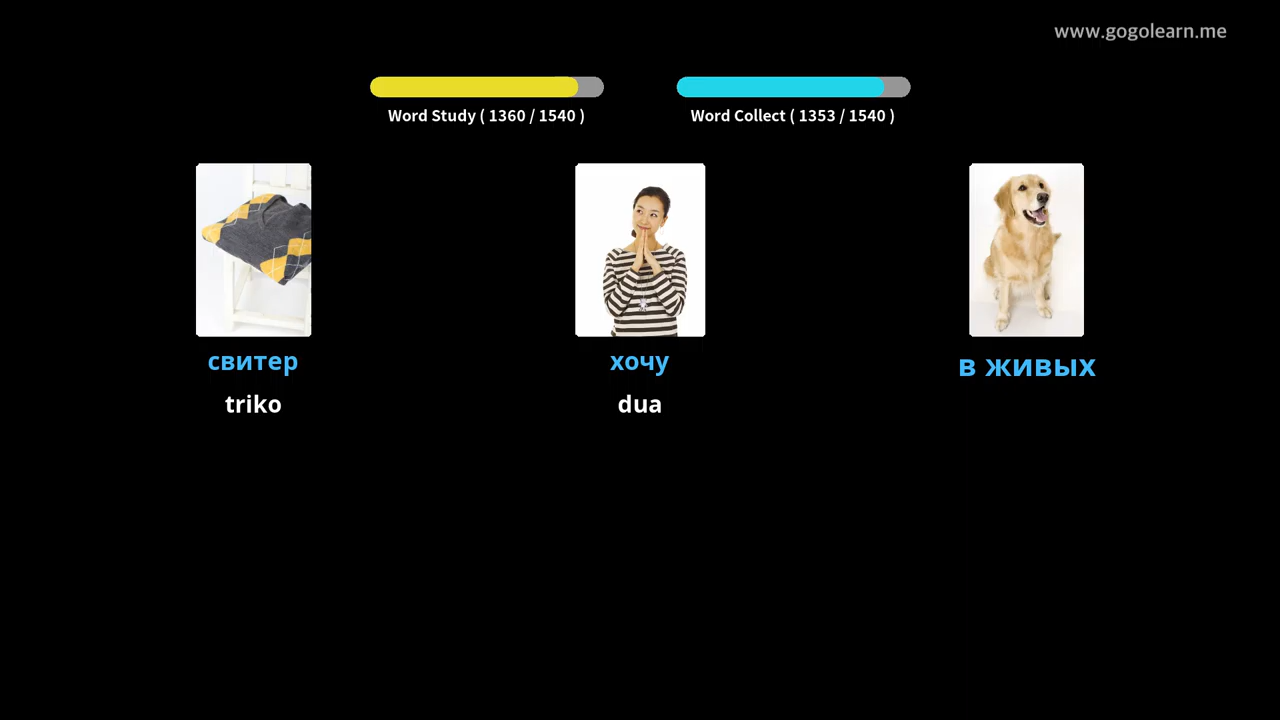 www.gogolearn.me
Word Study ( 1360 / 1540 )
Word Collect ( 1353 / 1540 )
свитер
хочу
в живых
triko
dua